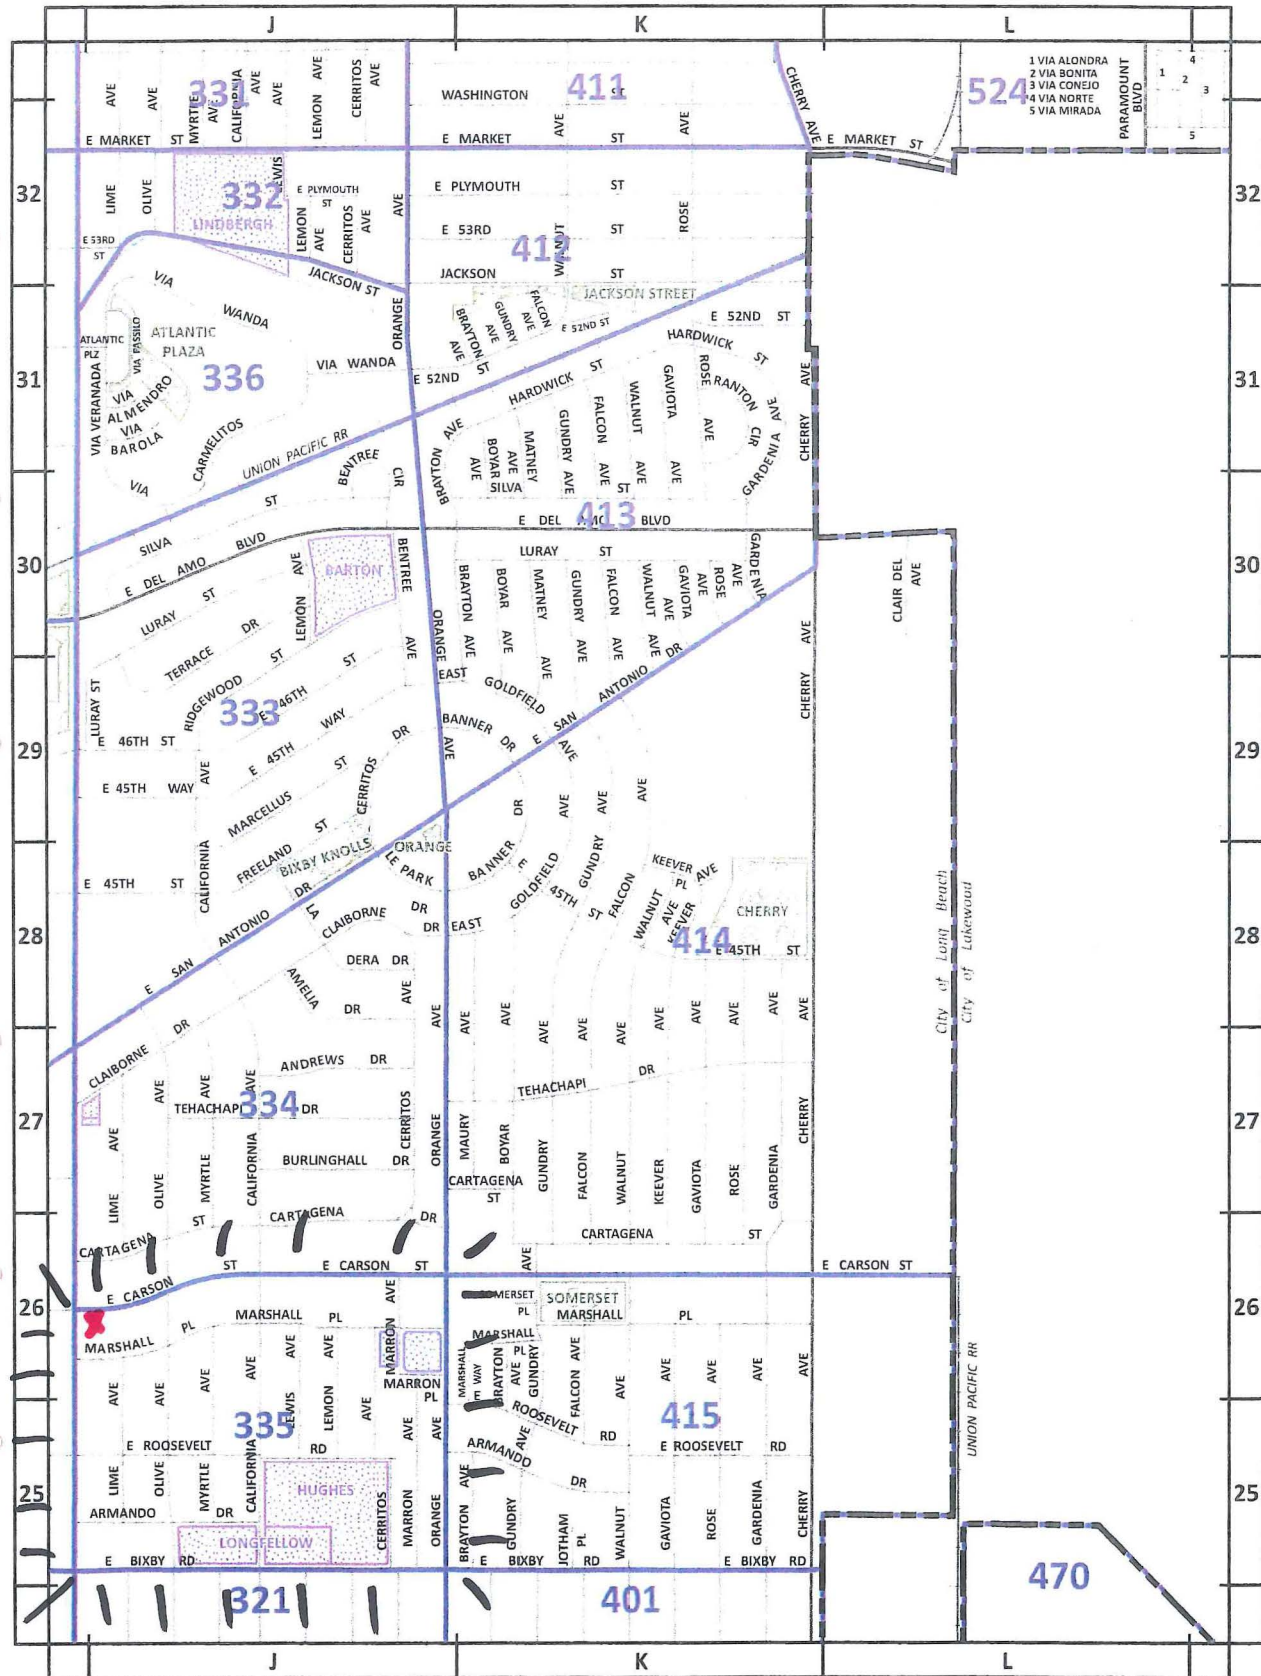 J
K
L
331
411
524
1 VIA ALONDRA
2 VIA BONITA
3 VIA CONEJO
4 VIA NORTE
5 VIA MIRADA
PARAMOUNT
BLVD
1
2
3
4
5
AVE
AVE
MYRTLE
AVE
CALIFORNIA
AVE
AVE
LEMON AVE
CERRITOS
AVE
WASHINGTON ST
AVE
AVE
CHERRY AVE
E MARKET ST
E MARKET ST
E MARKET ST
32
32
LIME
OLIVE
332
LINDBERGH
LEWIS
E PLYMOUTH
ST
LEMON
AVE
CERRITOS
AVE
AVE
E PLYMOUTH ST
ROSE
E 53RD ST
412
WALNUT
E 53RD
ST
JACKSON ST
JACKSON ST
JACKSON STREET
VIA
WANDA
ORANGE
BRAYTON
AVE
GUNDRY
AVE
FALCON
AVE
E 52ND ST
E 52ND ST
ATLANTIC
PLZ
VIA PASSILO
ATLANTIC
PLAZA
336
VIA WANDA
E 52ND ST
HARDWICK ST
HARDWICK ST
31
31
VIA VERANADA
VIA
ALMENDRO
VIA
BAROLA
VIA
CARMELITOS
UNION PACIFIC RR
BRAYTON
AVE
BOYAR
AVE
MATNEY
AVE
GUNDRY AVE
FALCON
AVE
WALNUT
AVE
GAVIOTA
AVE
ROSE
AVE
RANTON
CIR
GARDENIA AVE
CHERRY
AVE
BENTREE
CIR
SILVA ST
SILVA ST
413
E DEL AMO BLVD
E DEL AMO BLVD
30
30
LURAY ST
LURAY ST
LEMON AVE
BARTON
BENTREE
AVE
ORANGE
BRAYTON AVE
BOYAR
AVE
MATNEY
AVE
GUNDRY
AVE
FALCON
AVE
WALNUT
AVE
GAVIOTA
AVE
ROSE
AVE
AVE
GARDENIA
CLAIR DEL
AVE
TERRACE DR
RIDGEWOOD ST
LURAY ST
333
E 46TH ST
EAST
GOLDFIELD
AVE
E SAN ANTONIO DR
CHERRY
AVE
29
29
E 46TH ST
E 45TH WAY
E 45TH WAY
AVE
MARCELLUS ST
FREELAND ST
CERRITOS
DR
BANNER DR
AVE
BIXBY KNOLLS
ORANGE
LE PARK
BANNER
DR
AVE
AVE
AVE
E 45TH ST
CALIFORNIA
E 45TH ST
GOLDFIELD
GUNDRY
FALCON
WALNUT
AVE
KEEVER
KEEVER AVE
PL
CHERRY
28
28
E SAN ANTONIO DR
LA
CLAIBORNE DR
DR EAST
414
E 45TH ST
DERA DR
AMELIA
DR
AVE
AVE
AVE
AVE
AVE
AVE
AVE
AVE
AVE
AVE
AVE
AVE
City of Long Beach
City of Lakewood
CLAIBORNE DR
ANDREWS DR
TEHACHAPI DR
27
27
AVE
AVE
AVE
AVE
TEHACHAPI DR
334
BURLINGHALL DR
LIME
OLIVE
MYRTLE
CALIFORNIA
CERRITOS
ORANGE
MAURY
BOYAR
GUNDRY
FALCON
WALNUT
KEEVER
GAVIOTA
ROSE
GARDENIA
CHERRY
CARTAGENA
ST
CARTAGENA ST
CARTAGENA DR
CARTAGENA ST
E CARSON ST
E CARSON ST
E CARSON ST
AVE
26
26
MARSHALL PL
MARSHALL PL
MARRON
AVE
SOMERSET
PL
SOMERSET
MARSHALL PL
MARSHALL
PL
MARRON
PL
MARSHALL
WAY
E
BRAYTON
AVE
GUNDRY
FALCON AVE
AVE
AVE
AVE
AVE
AVE
AVE
AVE
AVE
AVE
LEWIS
AVE
LEMON
AVE
AVE
AVE
AVE
335
415
ROOSEVELT RD
E ROOSEVELT RD
E ROOSEVELT RD
UNION PACIFIC RR
ARMANDO DR
25
25
LIME
OLIVE
MYRTLE
CALIFORNIA
HUGHES
CERRITOS
MARRON
ORANGE
BRAYTON AVE
GUNDRY
AVE
JOTHAM
PL
WALNUT
GAVIOTA
ROSE
GARDENIA
CHERRY
ARMANDO DR
LONGFELLOW
E BIXBY RD
E BIXBY RD
E BIXBY RD
321
401
470
J
K
L